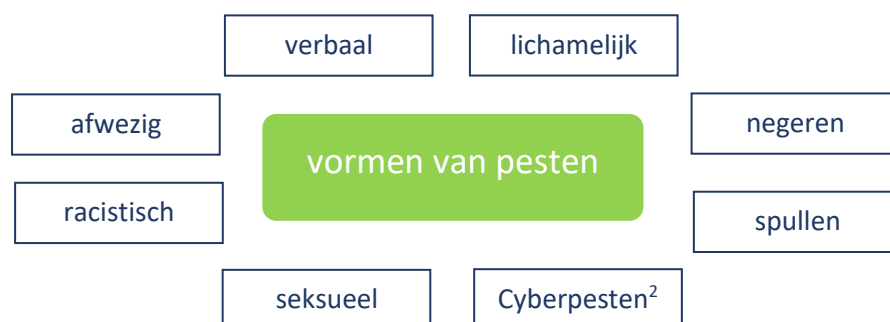 verbaal
lichamelijk
afwezig
negeren
vormen van pesten
racistisch
spullen
seksueel
Cyberpesten²